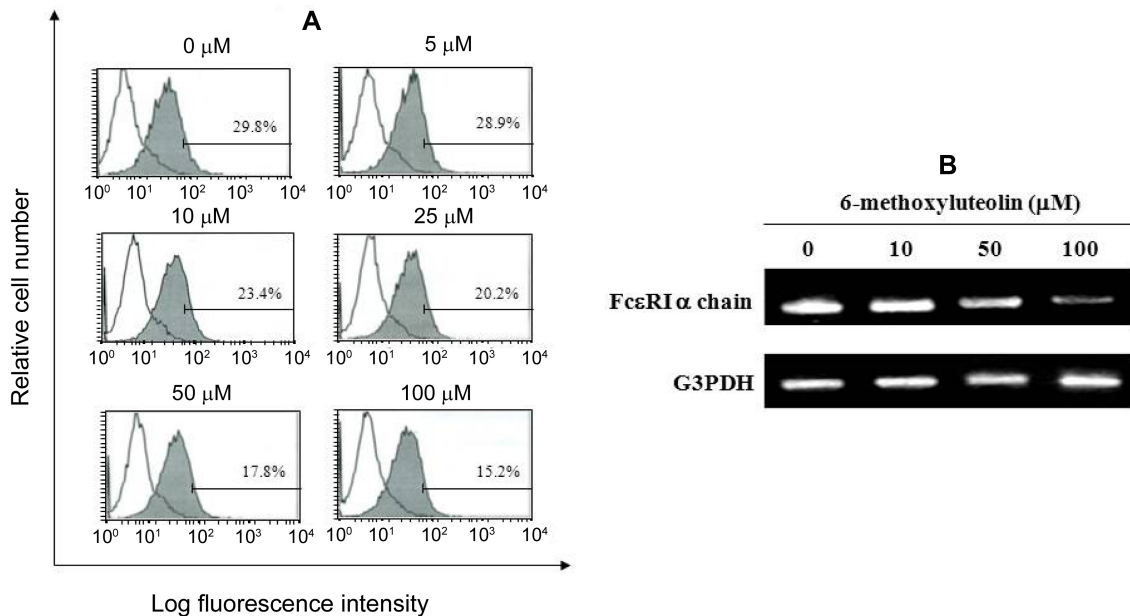 A
0 μM
5 μM
29.8%
28.9%
10⁰ 10¹ 10² 10³ 10⁴
10⁰ 10¹ 10² 10³ 10⁴
10 μM
25 μM
23.4%
20.2%
10⁰ 10¹ 10² 10³ 10⁴
10⁰ 10¹ 10² 10³ 10⁴
50 μM
100 μM
17.8%
15.2%
10⁰ 10¹ 10² 10³ 10⁴
10⁰ 10¹ 10² 10³ 10⁴
Relative cell number
Log fluorescence intensity
B
6-methoxyluteolin (μM)
0 10 50 100
FcεRI α chain
G3PDH